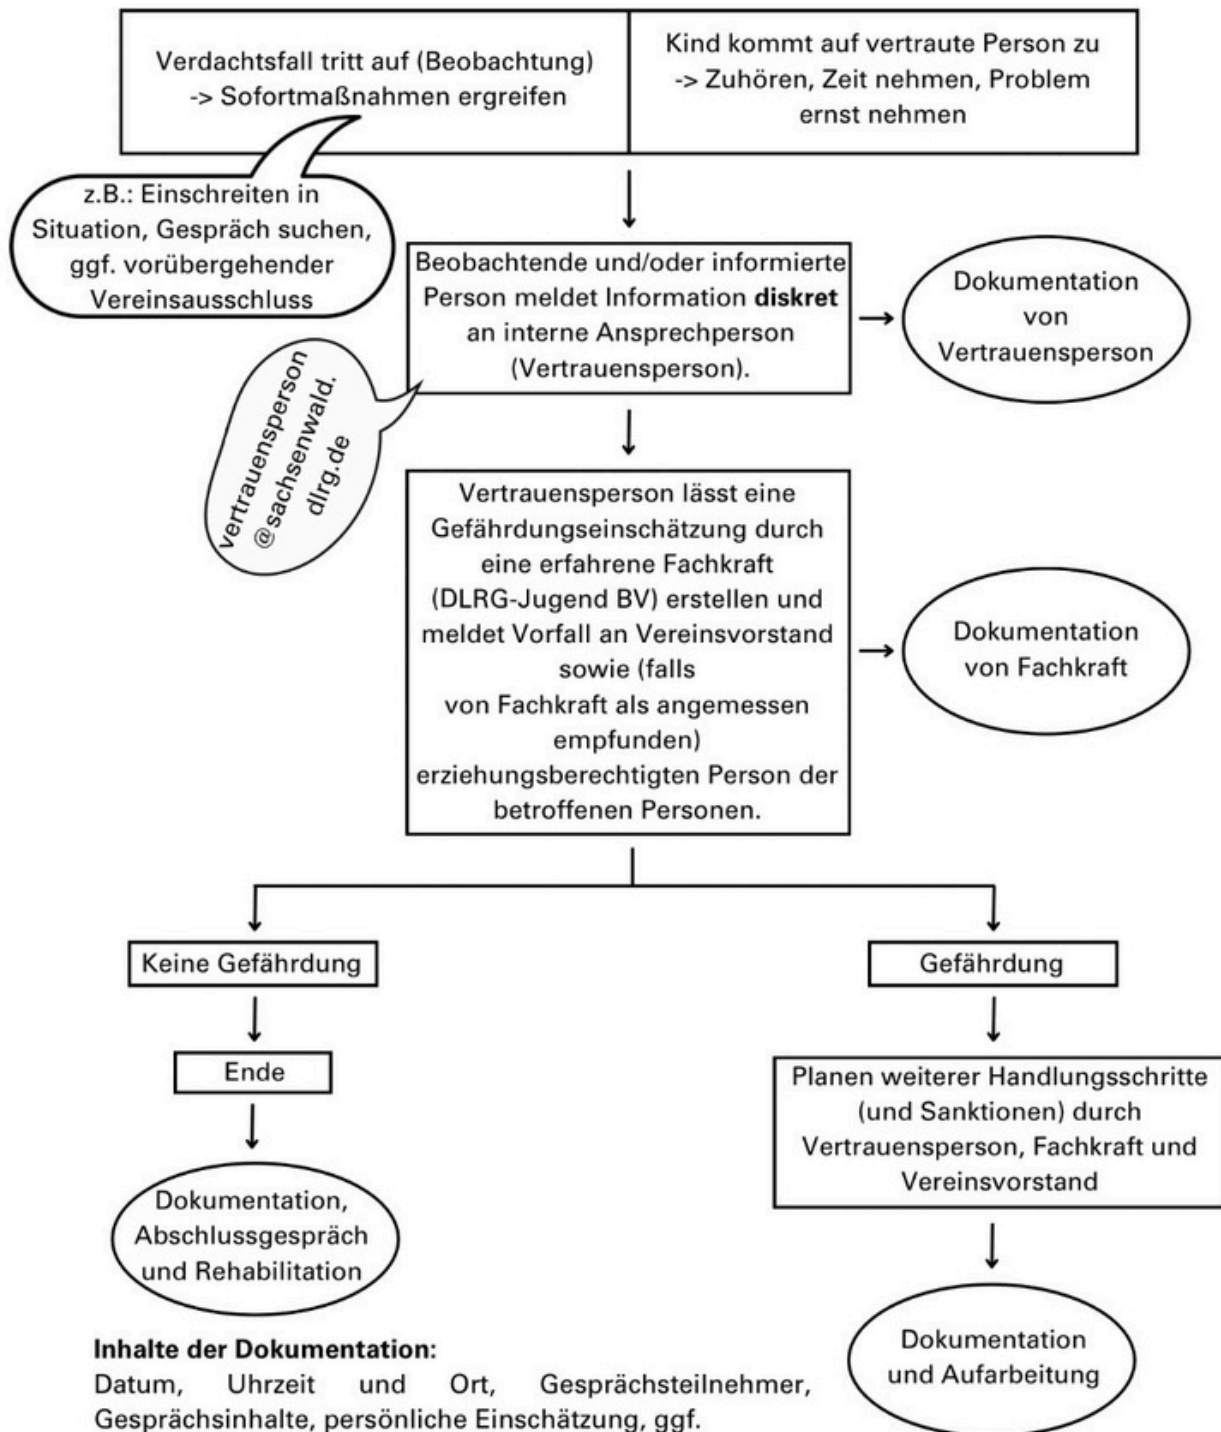 Verdachtsfall tritt auf (Beobachtung)
-> Sofortmaßnahmen ergreifen
Kind kommt auf vertraute Person zu
-> Zuhören, Zeit nehmen, Problem
ernst nehmen
z.B.: Einschreiten in
Situation, Gespräch suchen,
ggf. vorübergehender
Vereinsausschluss
Beobachtende und/oder informierte
Person meldet Information diskret
an interne Ansprechperson
(Vertrauensperson).
Dokumentation
von
Vertrauensperson
vertrauensperson
@sachsenwald.
dlrg.de
Vertrauensperson lässt eine
Gefährdungseinschätzung durch
eine erfahrene Fachkraft
(DLRG-Jugend BV) erstellen und
meldet Vorfall an Vereinsvorstand
sowie (falls
von Fachkraft als angemessen
empfunden)
erziehungsberechtigten Person der
betroffenen Personen.
Dokumentation
von Fachkraft
Keine Gefährdung
Gefährdung
Ende
Planen weiterer Handlungsschritte
(und Sanktionen) durch
Vertrauensperson, Fachkraft und
Vereinsvorstand
Dokumentation,
Abschlussgespräch
und Rehabilitation
Dokumentation
und Aufarbeitung
Inhalte der Dokumentation:
Datum, Uhrzeit und Ort, Gesprächsteilnehmer,
Gesprächsinhalte, persönliche Einschätzung, ggf.